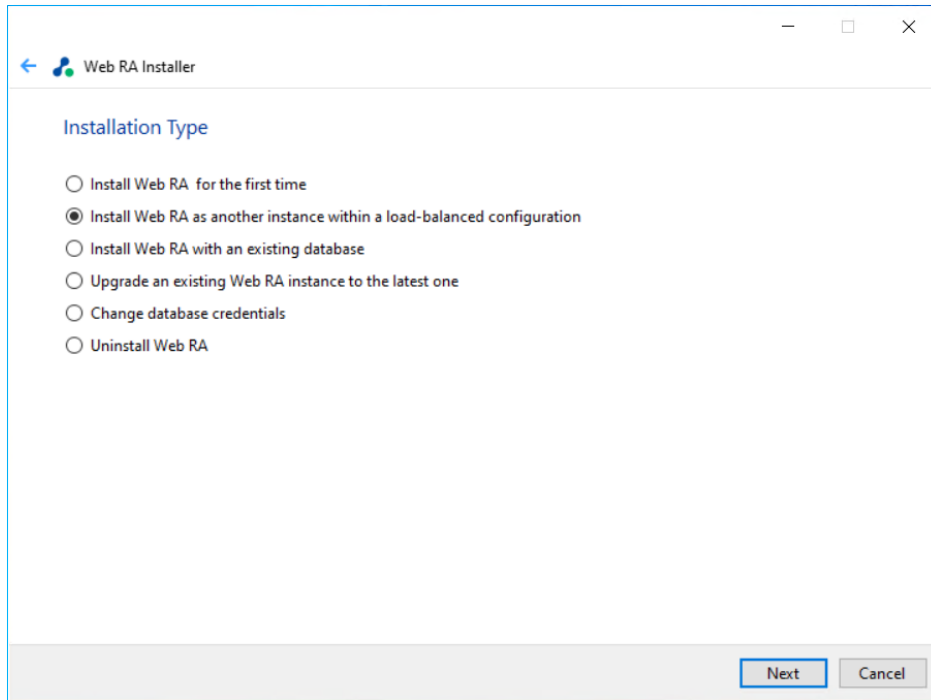 Web RA Installer
Installation Type
Install Web RA  for the first time
Install Web RA as another instance within a load-balanced configuration
Install Web RA with an existing database
Upgrade an existing Web RA instance to the latest one
Change database credentials
Uninstall Web RA
Next
Cancel